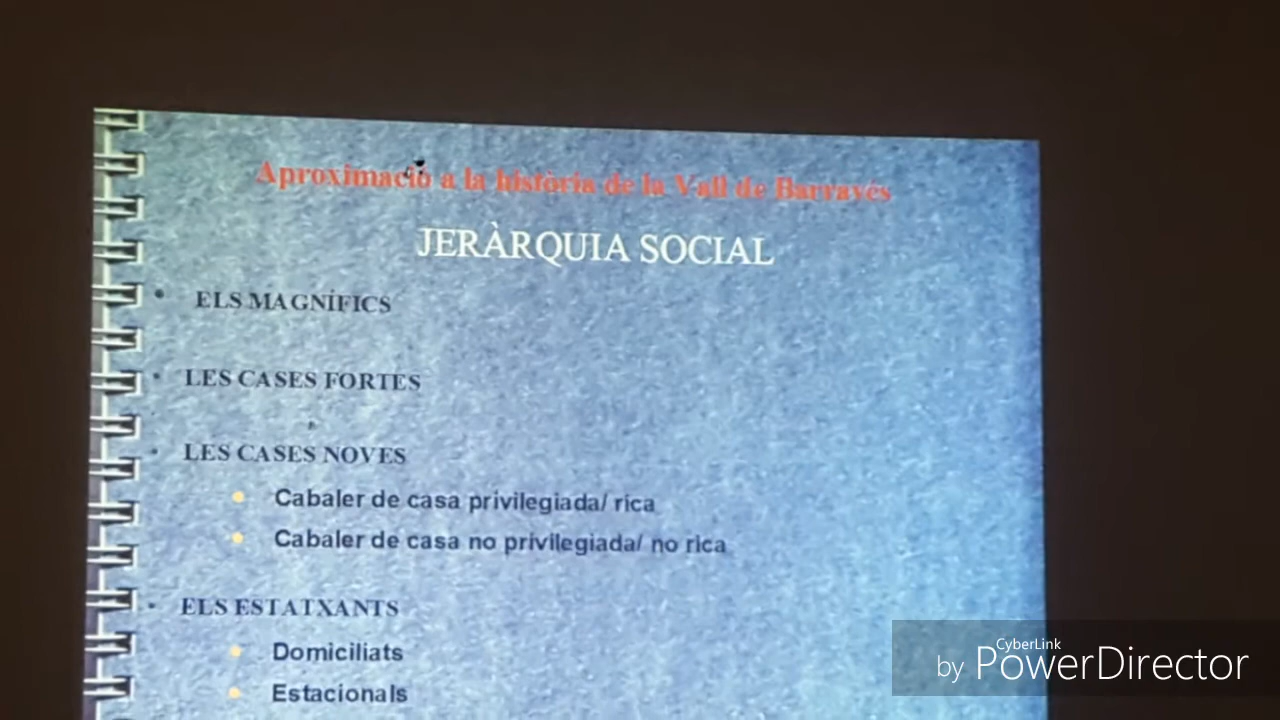 Aproximació a la història de la Vall de Barravés
JERÀRQUIA SOCIAL
• ELS MAGNÍFICS
• LES CASES FORTES
• LES CASES NOVES
• Cabaler de casa privilegiada/ rica
• Cabaler de casa no privilegiada/ no rica
• ELS ESTATXANTS
• Domiciliats
• Estacionals
by CyberLink PowerDirector